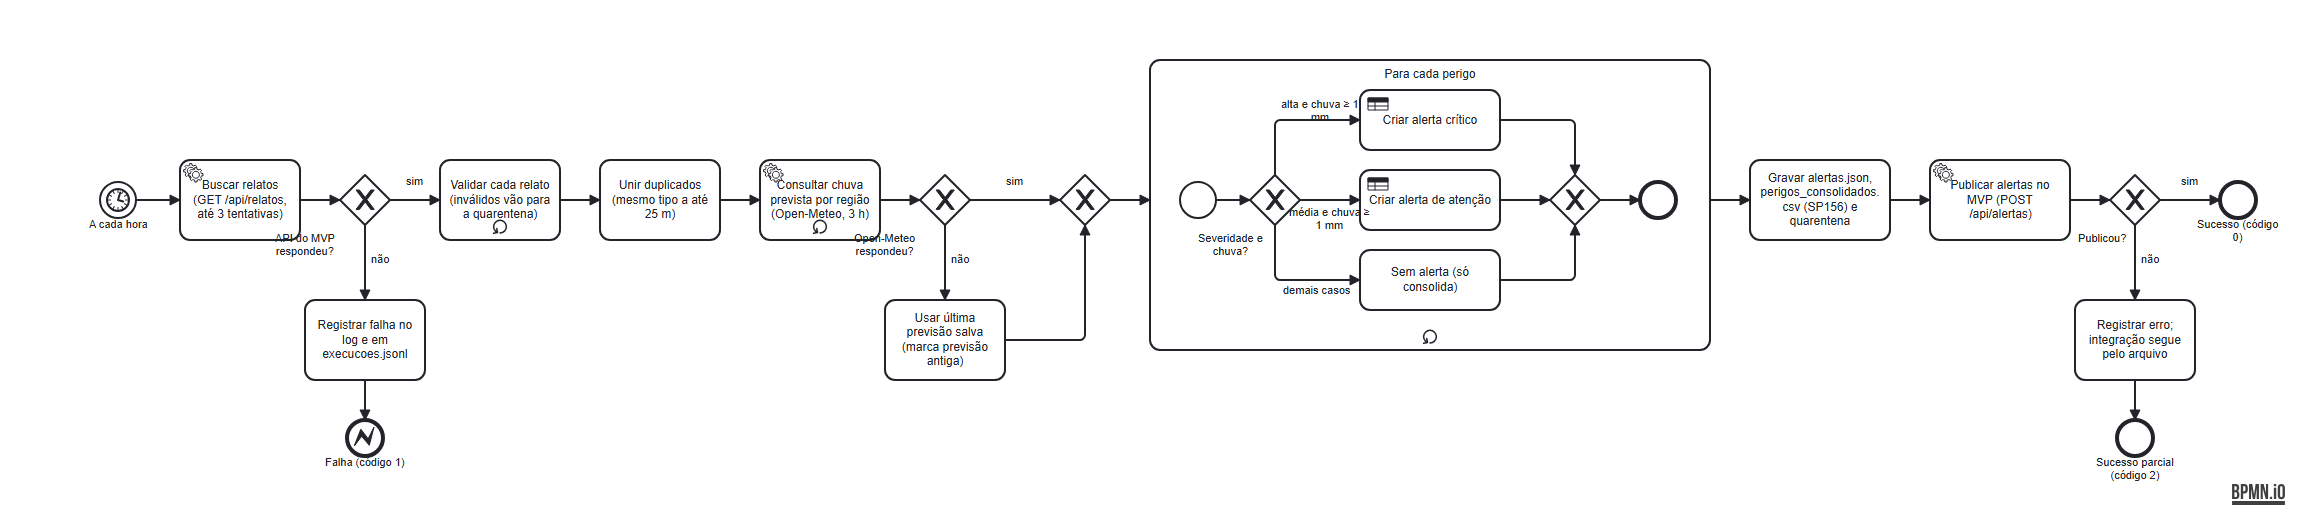 A cada hora
Buscar relatos
(GET /api/relatos,
até 3 tentativas)
API do MVP
respondeu?
sim
não
Registrar falha no
log e em
execucoes.jsonl
Falha (código 1)
Validar cada relato
(inválidos vão para
a quarentena)
Unir duplicados
(mesmo tipo a até
25 m)
Consultar chuva
prevista por região
(Open-Meteo, 3 h)
Open-Meteo
respondeu?
sim
não
Usar última
previsão salva
(marca previsão
antiga)
Para cada perigo
Severidade e
chuva?
alta e chuva ≥ 1
mm
Criar alerta crítico
média e chuva ≥
1 mm
Criar alerta de atenção
demais casos
Sem alerta (só
consolida)
Gravar alertas.json,
perigos_consolidados.
csv (SP156) e
quarentena
Publicar alertas no
MVP (POST
/api/alertas)
Publicou?
sim
Sucesso (código
0)
não
Registrar erro;
integração segue
pelo arquivo
Sucesso parcial
(código 2)
BPMN.iO